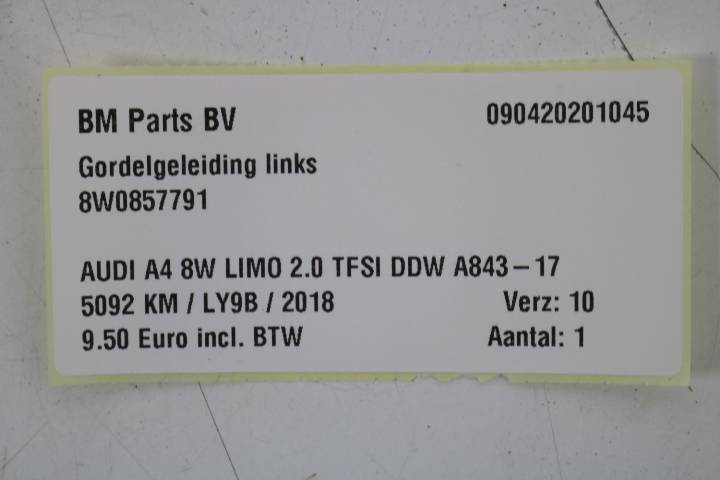 BM Parts BV 090420201045
Gordelgeleiding links
8W0857791
AUDI A4 8W LIMO 2.0 TFSI DDW A843-17
5092 KM / LY9B / 2018 Verz: 10
9.50 Euro incl. BTW Aantal: 1